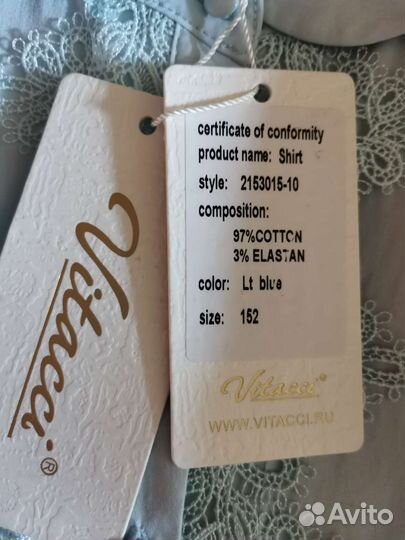 Vitacci®
certificate of conformity
product name: Shirt
style: 2153015-10
composition:
97%COTTON
3% ELASTAN
color: Lt blue
size: 152
Vitacci®
WWW.VITACCI.RU
Avito